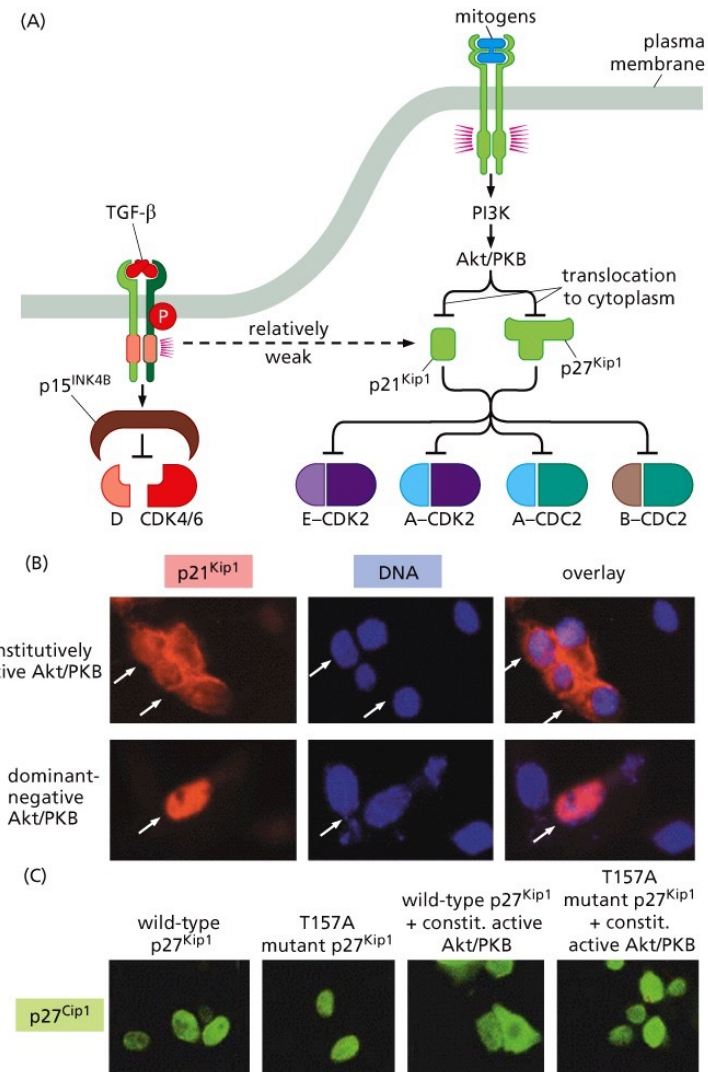 (A)
mitogens
plasma
membrane
TGF-β
PI3K
Akt/PKB
translocation
to cytoplasm
P
relatively
weak
p15INK4B
p21Kip1
p27Kip1
D CDK4/6
E–CDK2 A–CDK2 A–CDC2 B–CDC2
(B)
p21Kip1 DNA overlay
nstitutively
tive Akt/PKB
dominant-
negative
Akt/PKB
(C)
wild-type
p27Kip1
T157A
mutant p27Kip1
wild-type p27Kip1
+ constit. active
Akt/PKB
T157A
mutant p27Kip1
+ constit.
active Akt/PKB
p27Cip1